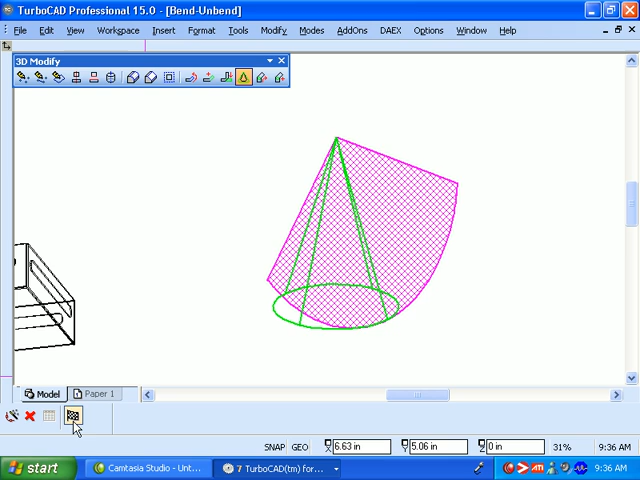 TurboCAD Professional 15.0 - [Bend-Unbend]
File Edit View Workspace Insert Format Tools Modify Modes AddOns DAEX Options Window Help
3D Modify
Model Paper 1
SNAP GEO X 6.63 in Y 5.06 in Z 0 in 31% 9:36 AM
start Camtasia Studio - Unt... 7 TurboCAD(tm) for... 9:36 AM